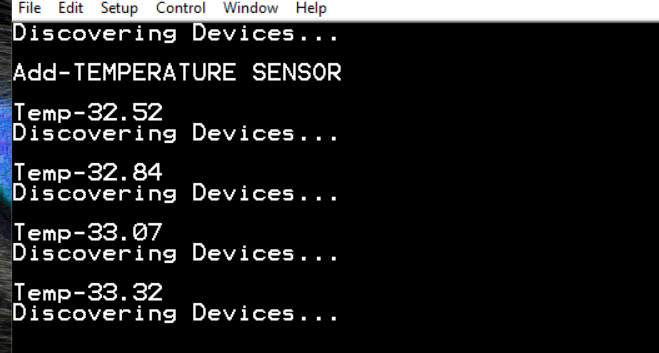 File Edit Setup Control Window Help
Discovering Devices...
Add-TEMPERATURE SENSOR
Temp-32.52
Discovering Devices...
Temp-32.84
Discovering Devices...
Temp-33.07
Discovering Devices...
Temp-33.32
Discovering Devices...